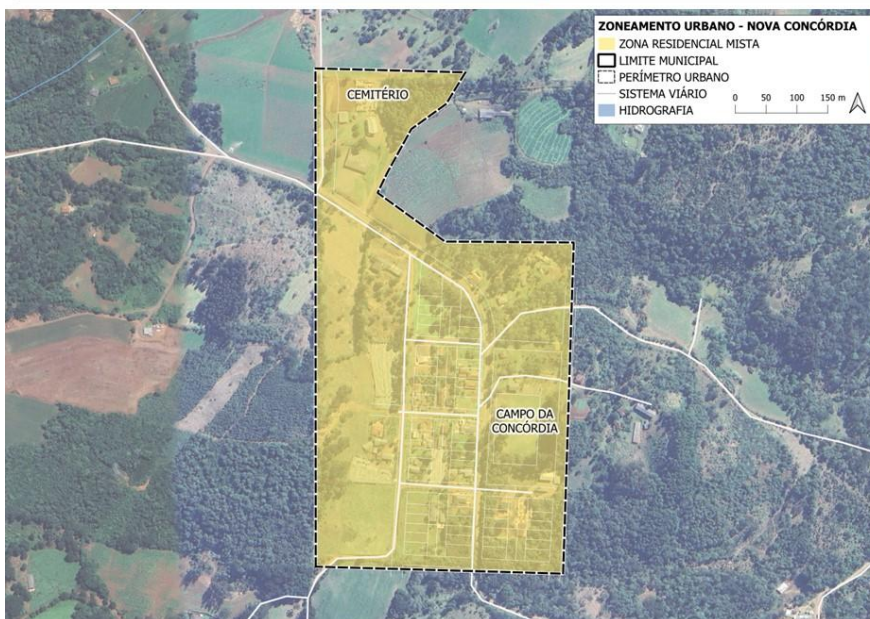 ZONEAMENTO URBANO - NOVA CONCÓRDIA
ZONA RESIDENCIAL MISTA
LIMITE MUNICIPAL
PERÍMETRO URBANO
SISTEMA VIÁRIO
HIDROGRAFIA
0 50 100 150 m
CEMITÉRIO
CAMPO DA
CONCÓRDIA